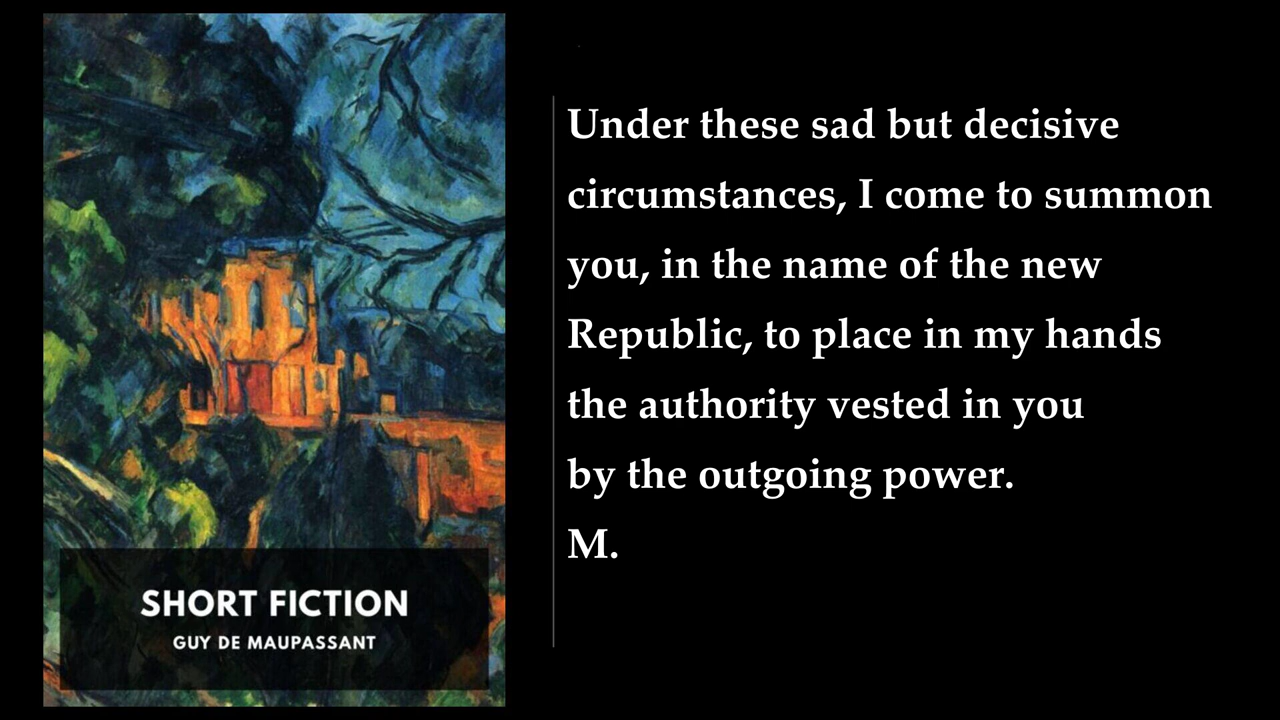 SHORT FICTION
GUY DE MAUPASSANT
Under these sad but decisive
circumstances, I come to summon
you, in the name of the new
Republic, to place in my hands
the authority vested in you
by the outgoing power.
M.